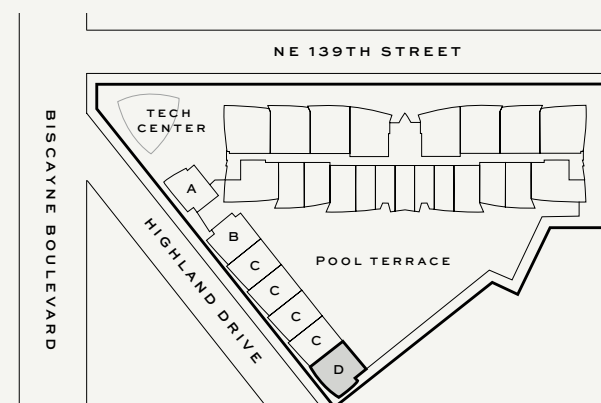 NE 139TH STREET
BISCAYNE BOULEVARD
TECH
CENTER
A
HIGHLAND DRIVE
B
POOL TERRACE
C
C
C
C
D